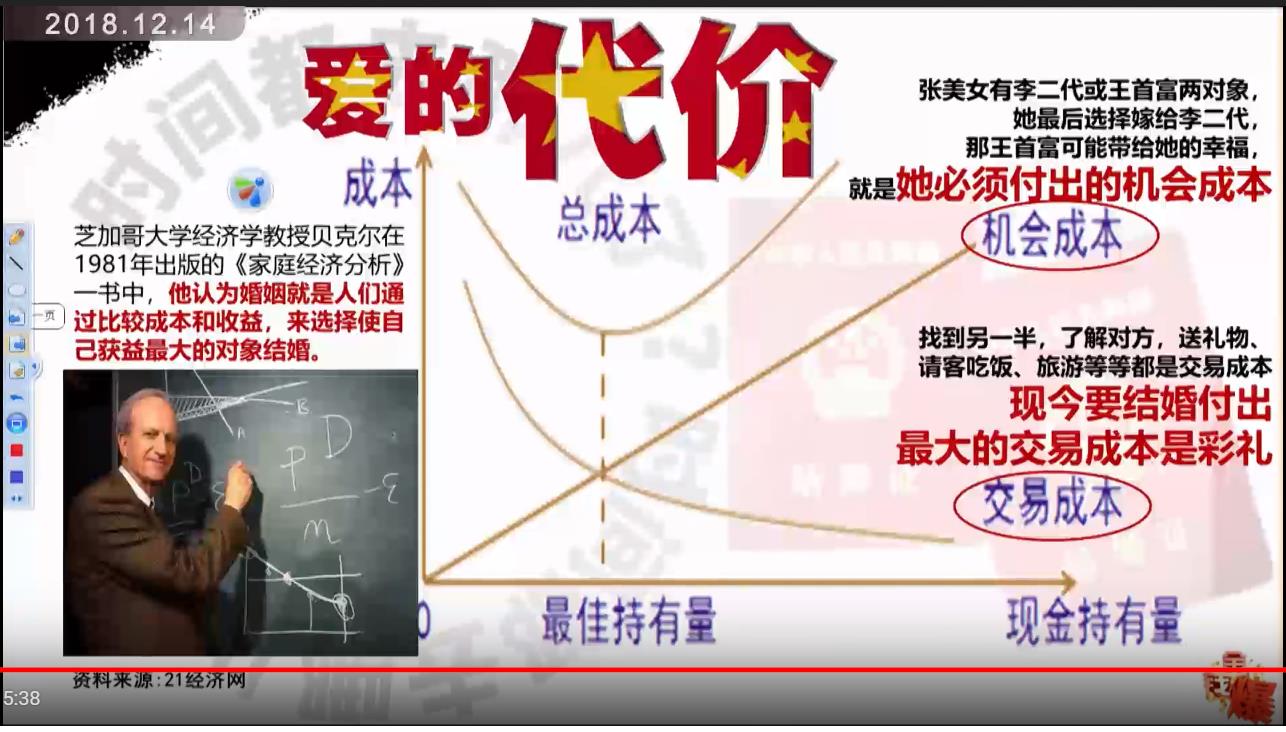 2018.12.14
爱的代价
张美女有李二代或王首富两对象，
她最后选择嫁给李二代，
那王首富可能带给她的幸福，
就是她必须付出的机会成本
成本
总成本
机会成本
芝加哥大学经济学教授贝克尔在
1981年出版的《家庭经济分析》
一书中，他认为婚姻就是人们通
过比较成本和收益，来选择使自
己获益最大的对象结婚。
一页
找到另一半，了解对方，送礼物、
请客吃饭、旅游等等都是交易成本
现今要结婚付出
最大的交易成本是彩礼
交易成本
B
A
P
D
m
0
最佳持有量
现金持有量
资料来源:21经济网
5:38
爆